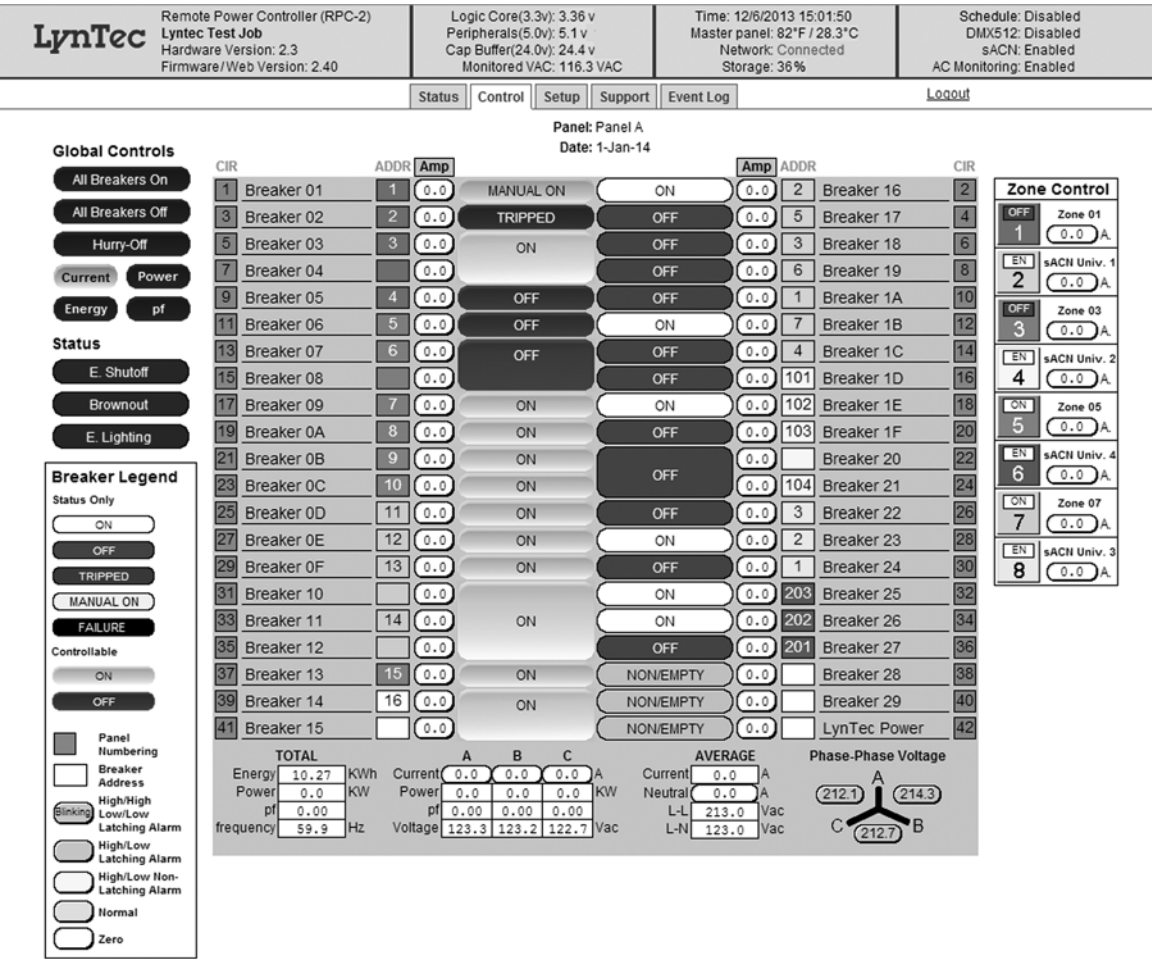 LynTec
Remote Power Controller (RPC-2)
Lyntec Test Job
Hardware Version: 2.3
Firmware/Web Version: 2.40
Logic Core(3.3v): 3.36 v
Peripherals(5.0v): 5.1 v
Cap Buffer(24.0v): 24.4 v
Monitored VAC: 116.3 VAC
Time: 12/6/2013 15:01:50
Master panel: 82°F / 28.3°C
Network: Connected
Storage: 36%
Schedule: Disabled
DMX512: Disabled
sACN: Enabled
AC Monitoring: Enabled
Status Control Setup Support Event Log
Logout
Panel: Panel A
Date: 1-Jan-14
Global Controls
All Breakers On
All Breakers Off
Hurry-Off
Current Power
Energy pf
Status
E. Shutoff
Brownout
E. Lighting
Breaker Legend
Status Only
ON
OFF
TRIPPED
MANUAL ON
FAILURE
Controllable
ON
OFF
Panel Numbering
Breaker Address
Blinking High/High Low/Low Latching Alarm
High/Low Latching Alarm
High/Low Non-Latching Alarm
Normal
Zero
CIR ADDR Amp Amp ADDR CIR
1 Breaker 01 1 0.0 MANUAL ON ON 0.0 2 Breaker 16 2
3 Breaker 02 2 0.0 TRIPPED OFF 0.0 5 Breaker 17 4
5 Breaker 03 3 0.0 ON OFF 0.0 3 Breaker 18 6
7 Breaker 04 0.0 OFF 0.0 6 Breaker 19 8
9 Breaker 05 4 0.0 OFF OFF 0.0 1 Breaker 1A 10
11 Breaker 06 5 0.0 OFF ON 0.0 7 Breaker 1B 12
13 Breaker 07 6 0.0 OFF OFF 0.0 4 Breaker 1C 14
15 Breaker 08 0.0 OFF 0.0 101 Breaker 1D 16
17 Breaker 09 7 0.0 ON ON 0.0 102 Breaker 1E 18
19 Breaker 0A 8 0.0 ON OFF 0.0 103 Breaker 1F 20
21 Breaker 0B 9 0.0 ON OFF 0.0 Breaker 20 22
23 Breaker 0C 10 0.0 ON 0.0 104 Breaker 21 24
25 Breaker 0D 11 0.0 ON OFF 0.0 3 Breaker 22 26
27 Breaker 0E 12 0.0 ON ON 0.0 2 Breaker 23 28
29 Breaker 0F 13 0.0 ON OFF 0.0 1 Breaker 24 30
31 Breaker 10 0.0 ON 0.0 203 Breaker 25 32
33 Breaker 11 14 0.0 ON ON 0.0 202 Breaker 26 34
35 Breaker 12 0.0 OFF 0.0 201 Breaker 27 36
37 Breaker 13 15 0.0 ON NON/EMPTY 0.0 Breaker 28 38
39 Breaker 14 16 0.0 ON NON/EMPTY 0.0 Breaker 29 40
41 Breaker 15 0.0 NON/EMPTY 0.0 LynTec Power 42
TOTAL
Energy 10.27 KWh
Power 0.0 KW
pf 0.00
frequency 59.9 Hz
A B C
Current 0.0 0.0 0.0 A
Power 0.0 0.0 0.0 KW
pf 0.00 0.00 0.00
Voltage 123.3 123.2 122.7 Vac
AVERAGE
Current 0.0 A
Neutral 0.0 A
L-L 213.0 Vac
L-N 123.0 Vac
Phase-Phase Voltage
A
212.1 214.3
C B
212.7
Zone Control
OFF Zone 01
1 0.0 A.
EN sACN Univ. 1
2 0.0 A.
OFF Zone 03
3 0.0 A.
EN sACN Univ. 2
4 0.0 A.
ON Zone 05
5 0.0 A.
EN sACN Univ. 4
6 0.0 A.
ON Zone 07
7 0.0 A.
EN sACN Univ. 3
8 0.0 A.